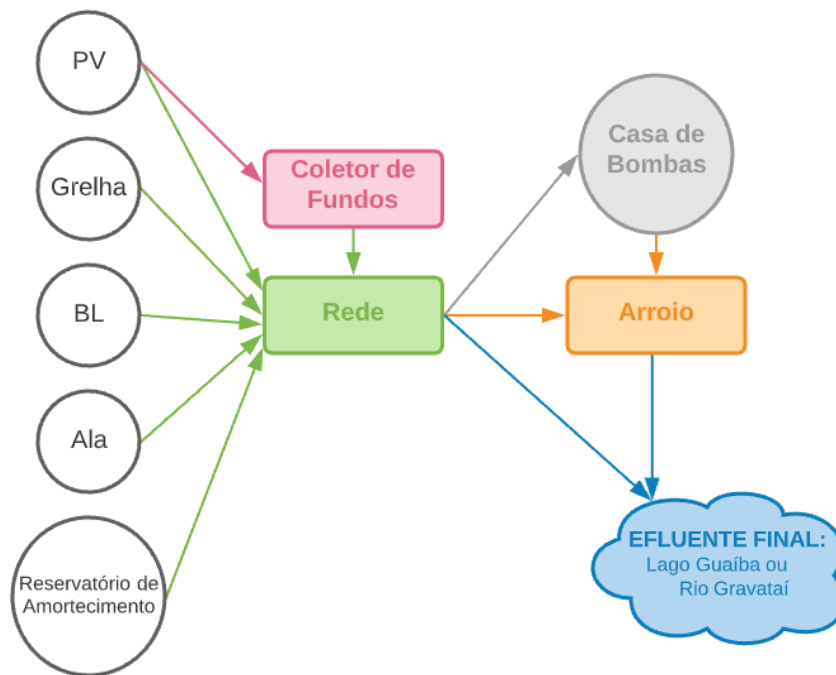 PV
Grelha
BL
Ala
Reservatório de
Amortecimento
Coletor de
Fundos
Rede
Casa de
Bombas
Arroio
EFLUENTE FINAL:
Lago Guaíba ou
Rio Gravataí